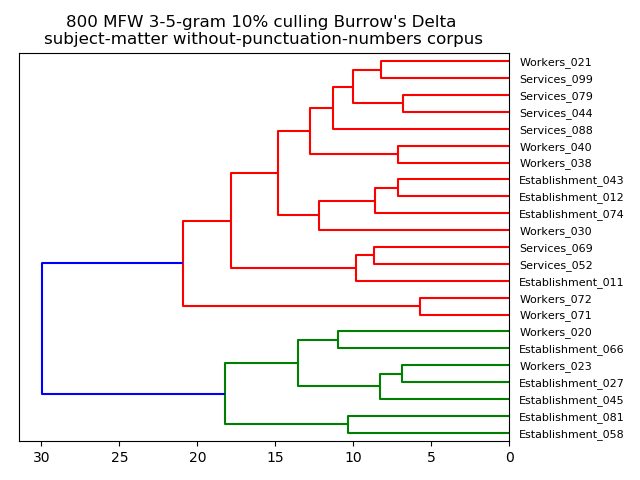 800 MFW 3-5-gram 10% culling Burrow's Delta
subject-matter without-punctuation-numbers corpus
Workers_021
Services_099
Services_079
Services_044
Services_088
Workers_040
Workers_038
Establishment_043
Establishment_012
Establishment_074
Workers_030
Services_069
Services_052
Establishment_011
Workers_072
Workers_071
Workers_020
Establishment_066
Workers_023
Establishment_027
Establishment_045
Establishment_081
Establishment_058
30 25 20 15 10 5 0